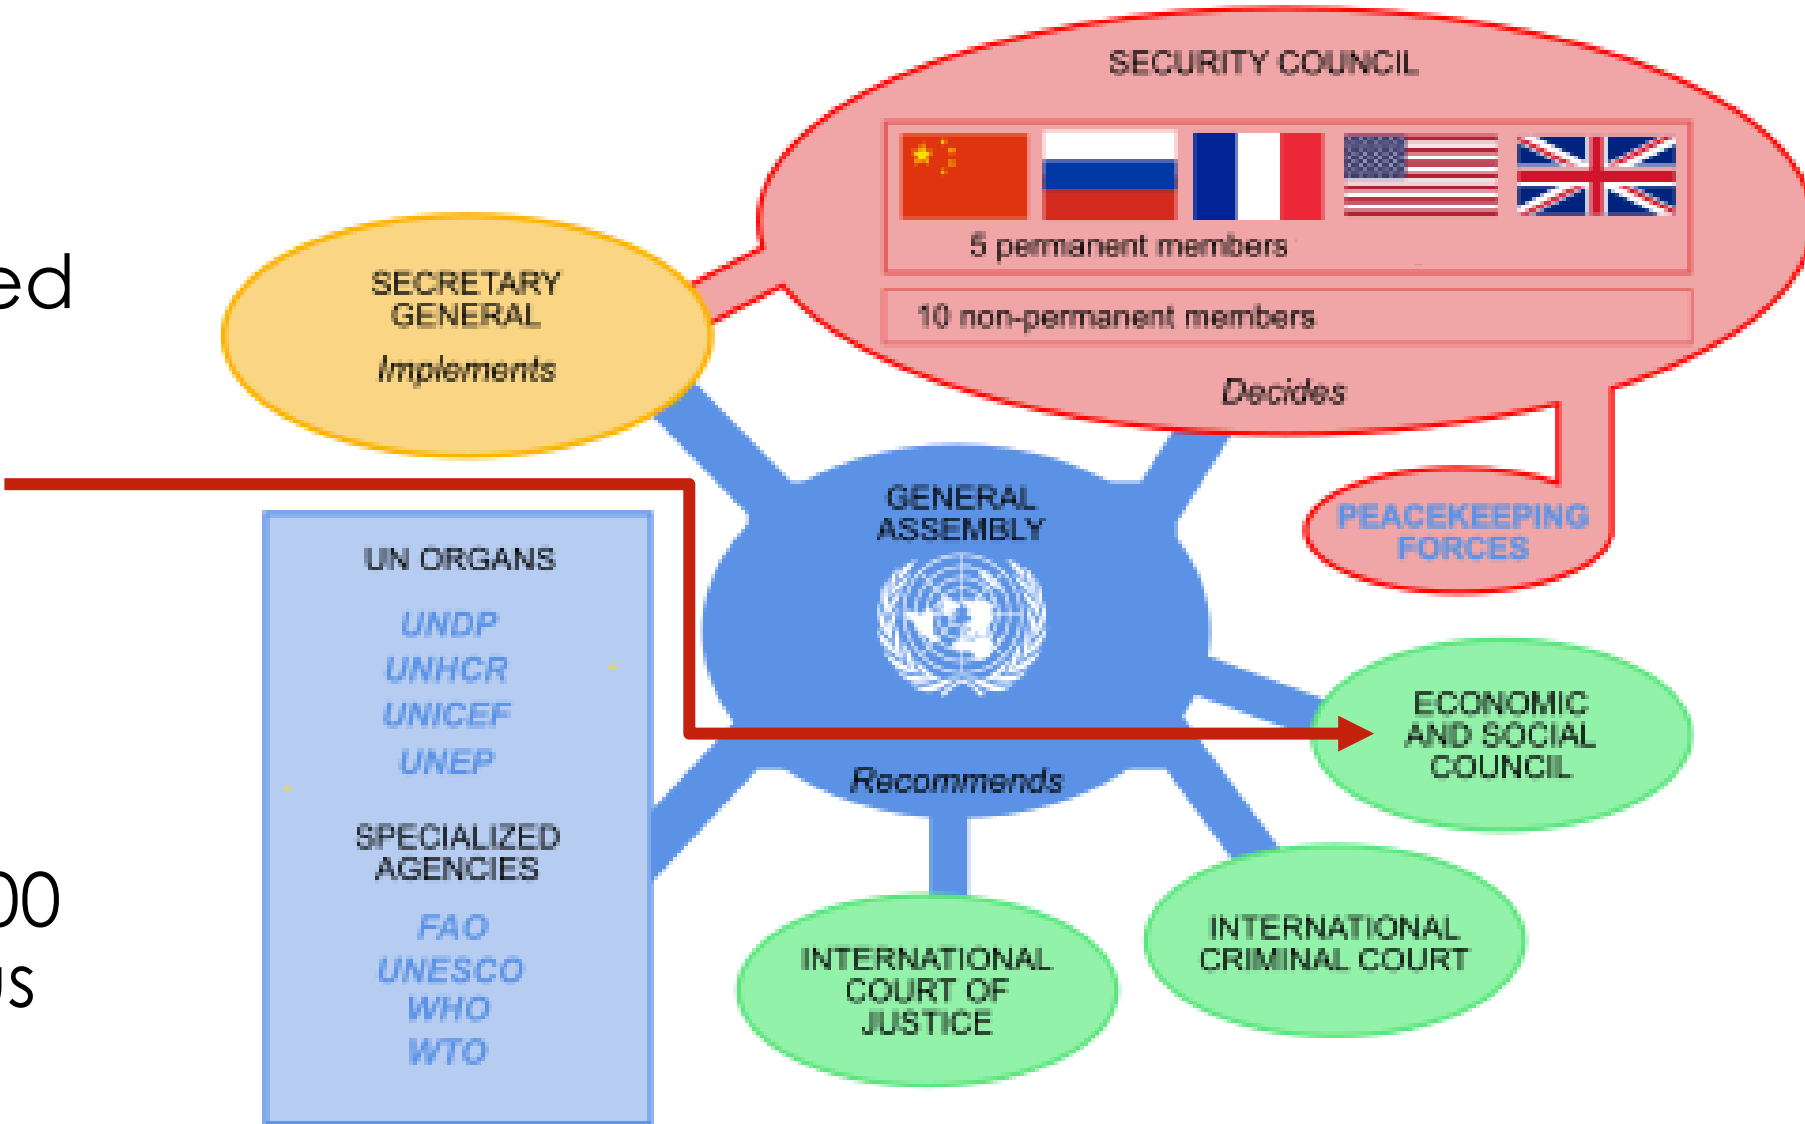 ed
00
us
SECURITY COUNCIL
5 permanent members
10 non-permanent members
Decides
SECRETARY
GENERAL
Implements
PEACEKEEPING
FORCES
GENERAL
ASSEMBLY
Recommends
UN ORGANS
UNDP
UNHCR
UNICEF
UNEP
SPECIALIZED
AGENCIES
FAO
UNESCO
WHO
WTO
ECONOMIC
AND SOCIAL
COUNCIL
INTERNATIONAL
CRIMINAL COURT
INTERNATIONAL
COURT OF
JUSTICE